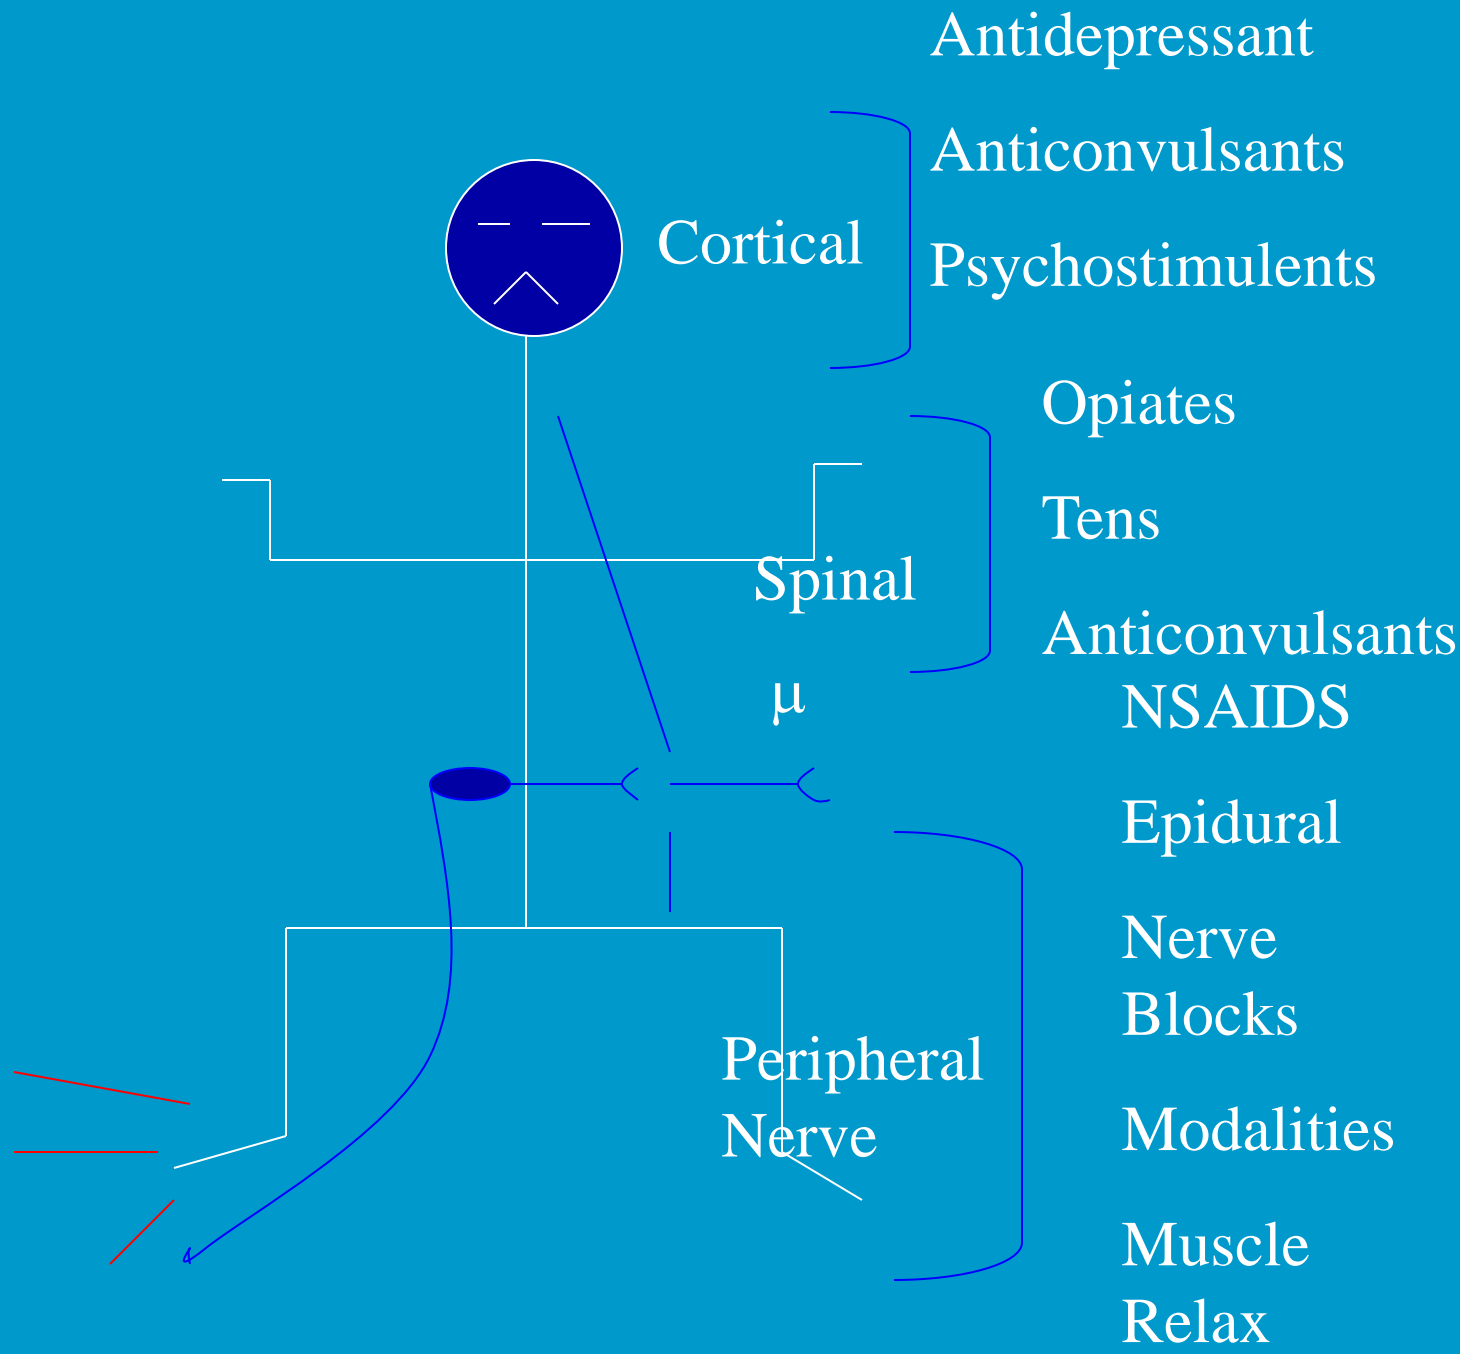 Antidepressant
Anticonvulsants
Cortical
Psychostimulents
Opiates
Tens
Spinal
Anticonvulsants
µ
NSAIDS
Epidural
Nerve
Blocks
Peripheral
Nerve
Modalities
Muscle
Relax